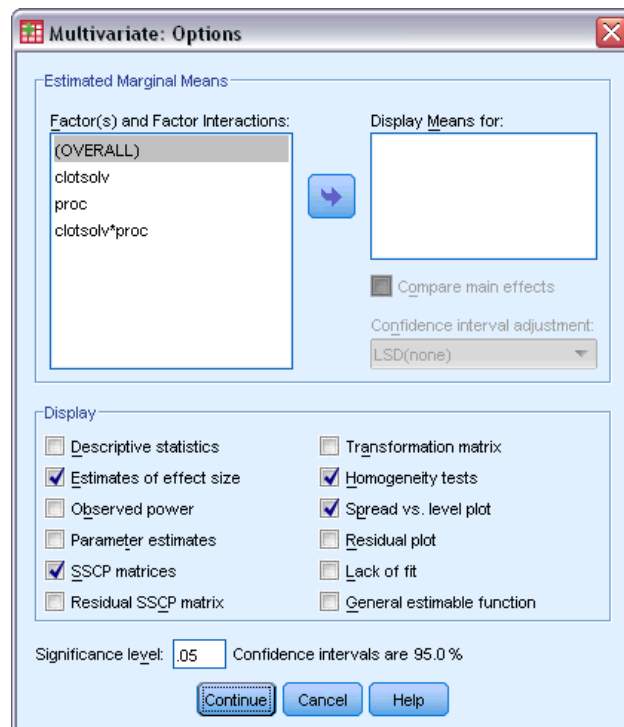 Multivariate: Options
Estimated Marginal Means
Factor(s) and Factor Interactions:
(OVERALL)
clotsolv
proc
clotsolv*proc
Display Means for:
Compare main effects
Confidence interval adjustment:
LSD(none)
Display
Descriptive statistics
Estimates of effect size
Observed power
Parameter estimates
SSCP matrices
Residual SSCP matrix
Transformation matrix
Homogeneity tests
Spread vs. level plot
Residual plot
Lack of fit
General estimable function
Significance level: .05 Confidence intervals are 95.0 %
Continue Cancel Help